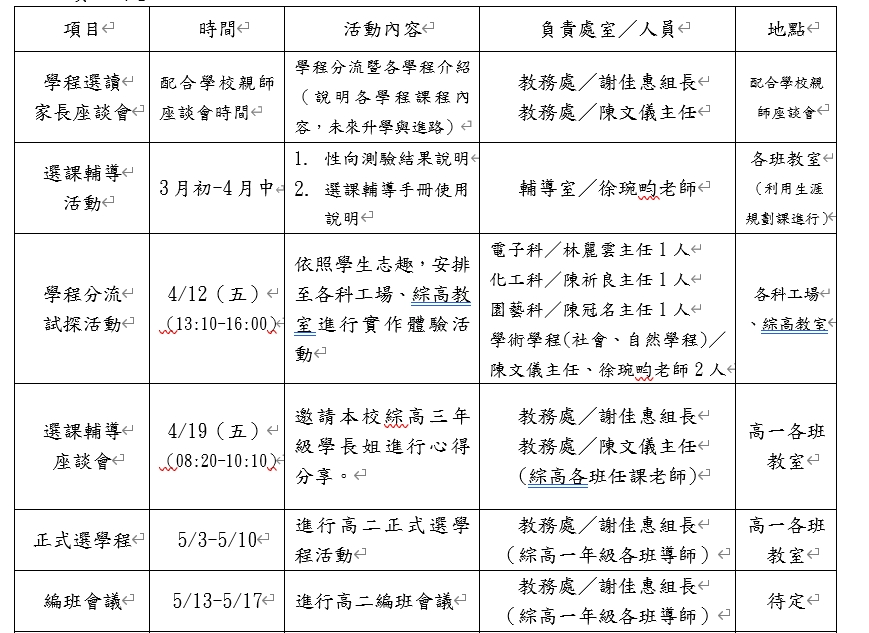 項目
時間
活動內容
負責處室／人員
地點
學程選讀
家長座談會
配合學校親師
座談會時間
學程分流暨各學程介紹
（說明各學程課程內
容，未來升學與進路）
教務處／謝佳惠組長
教務處／陳文儀主任
配合學校親
師座談會
選課輔導
活動
3月初-4月中
1. 性向測驗結果說明
2. 選課輔導手冊使用
說明
輔導室／徐琬畇老師
各班教室
（利用生涯
規劃課進行）
學程分流
試探活動
4/12（五）
（13:10-16:00）
依照學生志趣，安排
至各科工場、綜高教
室進行實作體驗活
動
電子科／林麗雲主任1人
化工科／陳祈良主任1人
園藝科／陳冠名主任1人
學術學程(社會、自然學程)／
陳文儀主任、徐琬畇老師2人
各科工場
、綜高教室
選課輔導
座談會
4/19（五）
（08:20-10:10）
邀請本校綜高三年
級學長姐進行心得
分享。
教務處／謝佳惠組長
教務處／陳文儀主任
(綜高各班任課老師)
高一各班
教室
正式選學程
5/3-5/10
進行高二正式選學
程活動
教務處／謝佳惠組長
（綜高一年級各班導師）
高一各班
教室
編班會議
5/13-5/17
進行高二編班會議
教務處／謝佳惠組長
（綜高一年級各班導師）
待定